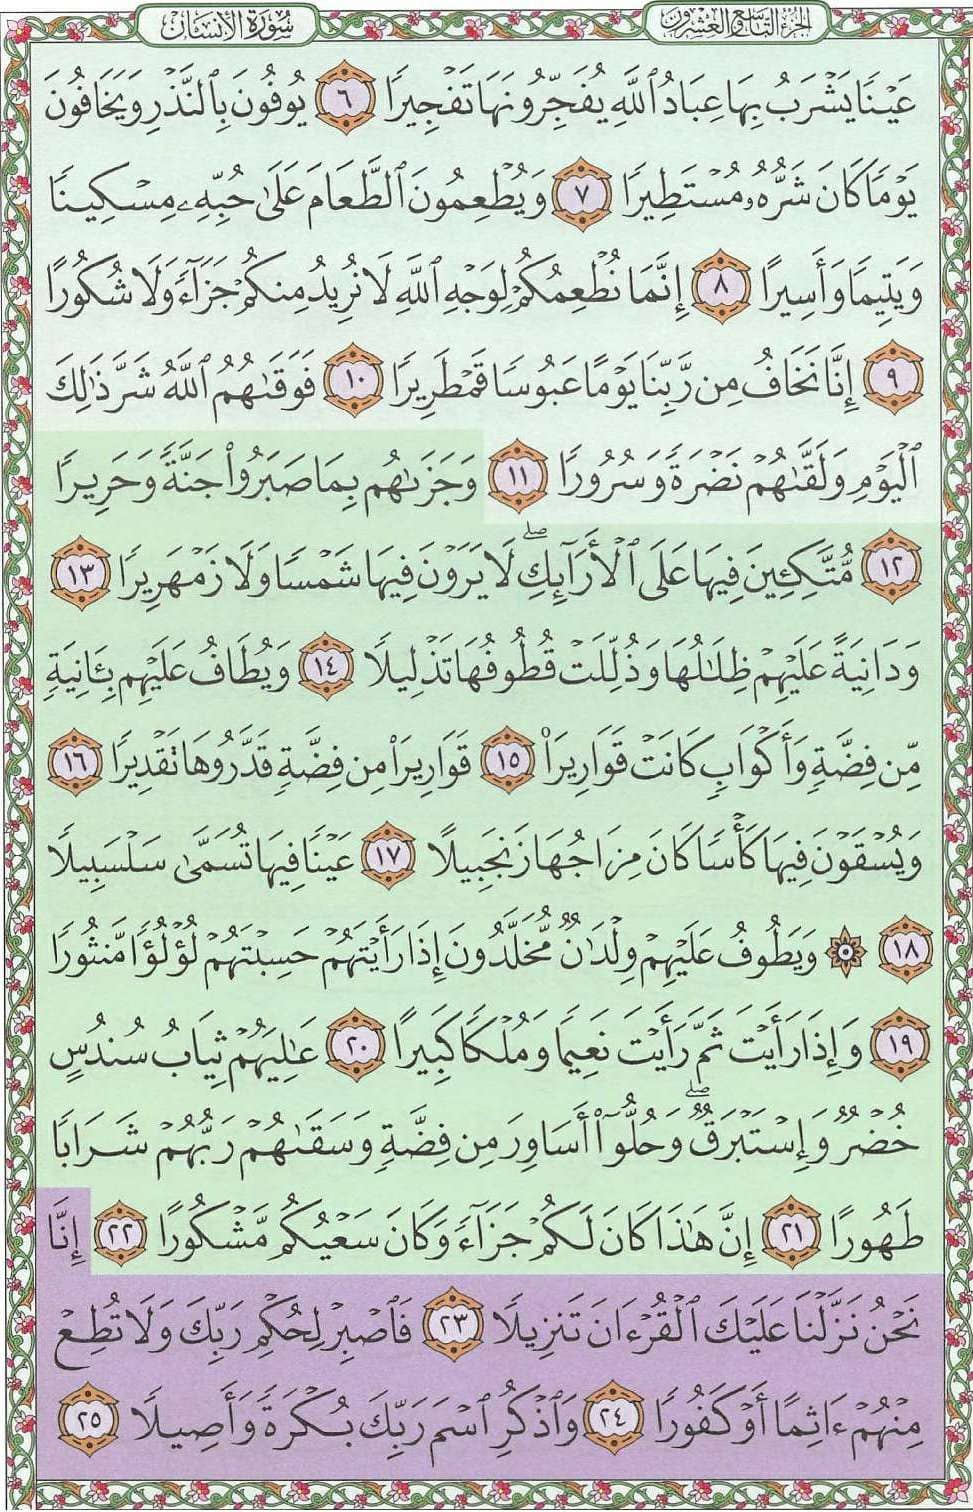 الجزء التاسع والعشرون
سورة الإنسان
عَيْنًا يَشْرَبُ بِهَا عِبَادُ ٱللَّهِ يُفَجِّرُونَهَا تَفْجِيرًا ٦ يُوفُونَ بِٱلنَّذْرِ وَيَخَافُونَ
يَوْمًا كَانَ شَرُّهُۥ مُسْتَطِيرًا ٧ وَيُطْعِمُونَ ٱلطَّعَامَ عَلَىٰ حُبِّهِۦ مِسْكِينًا
وَيَتِيمًا وَأَسِيرًا ٨ إِنَّمَا نُطْعِمُكُمْ لِوَجْهِ ٱللَّهِ لَا نُرِيدُ مِنكُمْ جَزَآءً وَلَا شُكُورًا
٩ إِنَّا نَخَافُ مِن رَّبِّنَا يَوْمًا عَبُوسًا قَمْطَرِيرًا ١٠ فَوَقَىٰهُمُ ٱللَّهُ شَرَّ ذَٰلِكَ
ٱلْيَوْمِ وَلَقَّىٰهُمْ نَضْرَةً وَسُرُورًا ١١ وَجَزَىٰهُم بِمَا صَبَرُوا۟ جَنَّةً وَحَرِيرًا
١٢ مُّتَّكِـِٔينَ فِيهَا عَلَى ٱلْأَرَآئِكِ ۖ لَا يَرَوْنَ فِيهَا شَمْسًا وَلَا زَمْهَرِيرًا ١٣
وَدَانِيَةً عَلَيْهِمْ ظِلَـٰلُهَا وَذُلِّلَتْ قُطُوفُهَا تَذْلِيلًا ١٤ وَيُطَافُ عَلَيْهِم بِـَٔانِيَةٍ
مِّن فِضَّةٍ وَأَكْوَابٍ كَانَتْ قَوَارِيرَا۠ ١٥ قَوَارِيرَا۟ مِن فِضَّةٍ قَدَّرُوهَا تَقْدِيرًا ١٦
وَيُسْقَوْنَ فِيهَا كَأْسًا كَانَ مِزَاجُهَا زَنجَبِيلًا ١٧ عَيْنًا فِيهَا تُسَمَّىٰ سَلْسَبِيلًا
١٨ ۞ وَيَطُوفُ عَلَيْهِمْ وِلْدَٰنٌ مُّخَلَّدُونَ إِذَا رَأَيْتَهُمْ حَسِبْتَهُمْ لُؤْلُؤًا مَّنثُورًا
١٩ وَإِذَا رَأَيْتَ ثَمَّ رَأَيْتَ نَعِيمًا وَمُلْكًا كَبِيرًا ٢٠ عَـٰلِيَهُمْ ثِيَابُ سُندُسٍ
خُضْرٌ وَإِسْتَبْرَقٌ ۖ وَحُلُّوٓا۟ أَسَاوِرَ مِن فِضَّةٍ وَسَقَىٰهُمْ رَبُّهُمْ شَرَابًا
طَهُورًا ٢١ إِنَّ هَـٰذَا كَانَ لَكُمْ جَزَآءً وَكَانَ سَعْيُكُم مَّشْكُورًا ٢٢ إِنَّا
نَحْنُ نَزَّلْنَا عَلَيْكَ ٱلْقُرْءَانَ تَنزِيلًا ٢٣ فَٱصْبِرْ لِحُكْمِ رَبِّكَ وَلَا تُطِعْ
مِنْهُمْ ءَاثِمًا أَوْ كَفُورًا ٢٤ وَٱذْكُرِ ٱسْمَ رَبِّكَ بُكْرَةً وَأَصِيلًا ٢٥